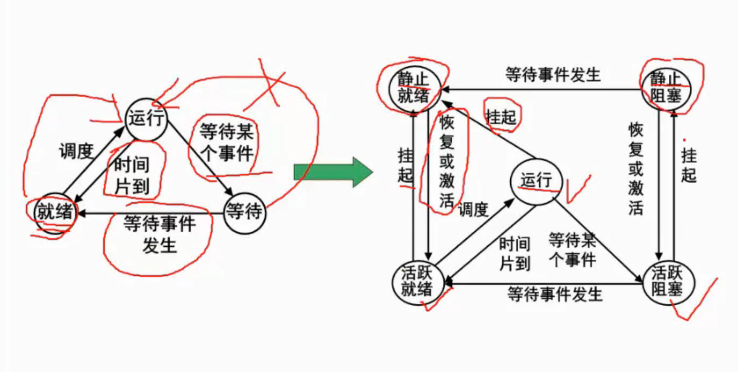 运行
调度
时间
片到
等待某
个事件
就绪
等待事件
发生
等待
静止
就绪
等待事件发生
静止
阻塞
挂
起
恢
复
或
激
活
挂起
运行
调度
时间
片到
等待某
个事件
恢
复
或
激
活
挂
起
活跃
就绪
等待事件发生
活跃
阻塞